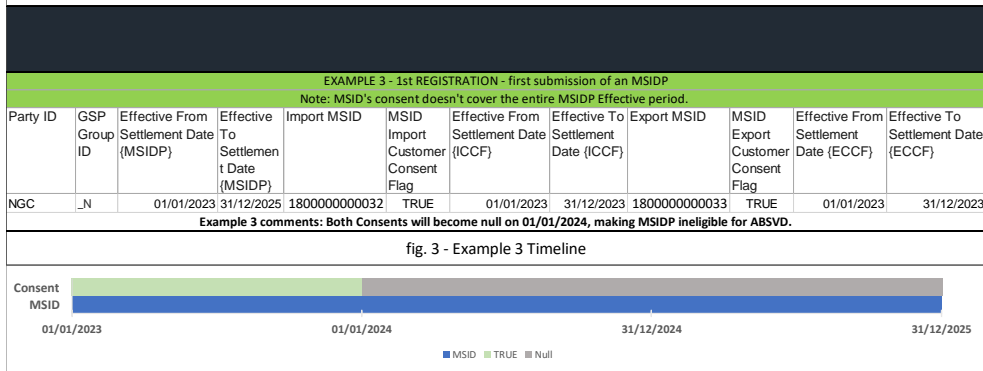 EXAMPLE 3 - 1st REGISTRATION - first submission of an MSIDP
Note: MSID's consent doesn't cover the entire MSIDP Effective period.
Party ID GSP Group ID Effective From Settlement Date {MSIDP} Effective To Settlement Date {MSIDP} Import MSID MSID Import Customer Consent Flag Effective From Settlement Date {ICCF} Effective To Settlement Date {ICCF} Export MSID MSID Export Customer Consent Flag Effective From Settlement Date {ECCF} Effective To Settlement Date {ECCF}
NGC _N 01/01/2023 31/12/2025 1800000000032 TRUE 01/01/2023 31/12/2023 1800000000033 TRUE 01/01/2023 31/12/2023
Example 3 comments: Both Consents will become null on 01/01/2024, making MSIDP ineligible for ABSVD.
fig. 3 - Example 3 Timeline
Consent
MSID
01/01/2023 01/01/2024 31/12/2024 31/12/2025
MSID TRUE Null